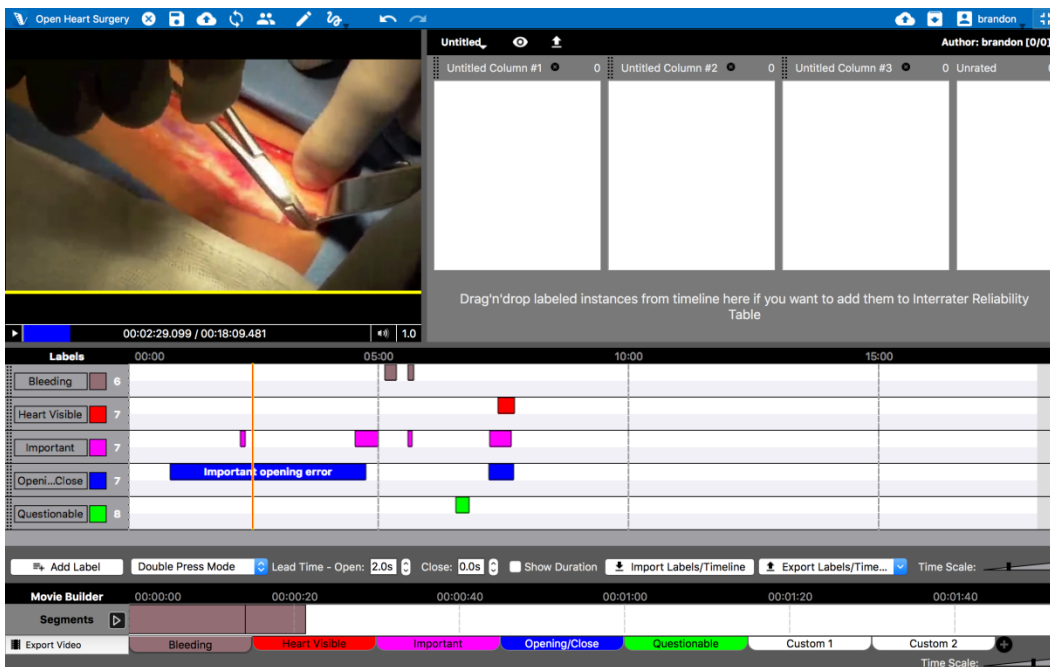 Open Heart Surgery
brandon
Untitled
Author: brandon [0/0]
Untitled Column #1 0 Untitled Column #2 0 Untitled Column #3 0 Unrated
Drag'n'drop labeled instances from timeline here if you want to add them to Interrater Reliability
Table
00:02:29.099 / 00:18:09.481 1.0
Labels 00:00 05:00 10:00 15:00
Bleeding 6
Heart Visible 7
Important 7
Important opening error
Openi...Close 7
Questionable 8
Add Label Double Press Mode Lead Time - Open: 2.0s Close: 0.0s Show Duration Import Labels/Timeline Export Labels/Time... Time Scale:
Movie Builder 00:00:00 00:00:20 00:00:40 00:01:00 00:01:20 00:01:40
Segments
Export Video Bleeding Heart Visible Important Opening/Close Questionable Custom 1 Custom 2
Time Scale: